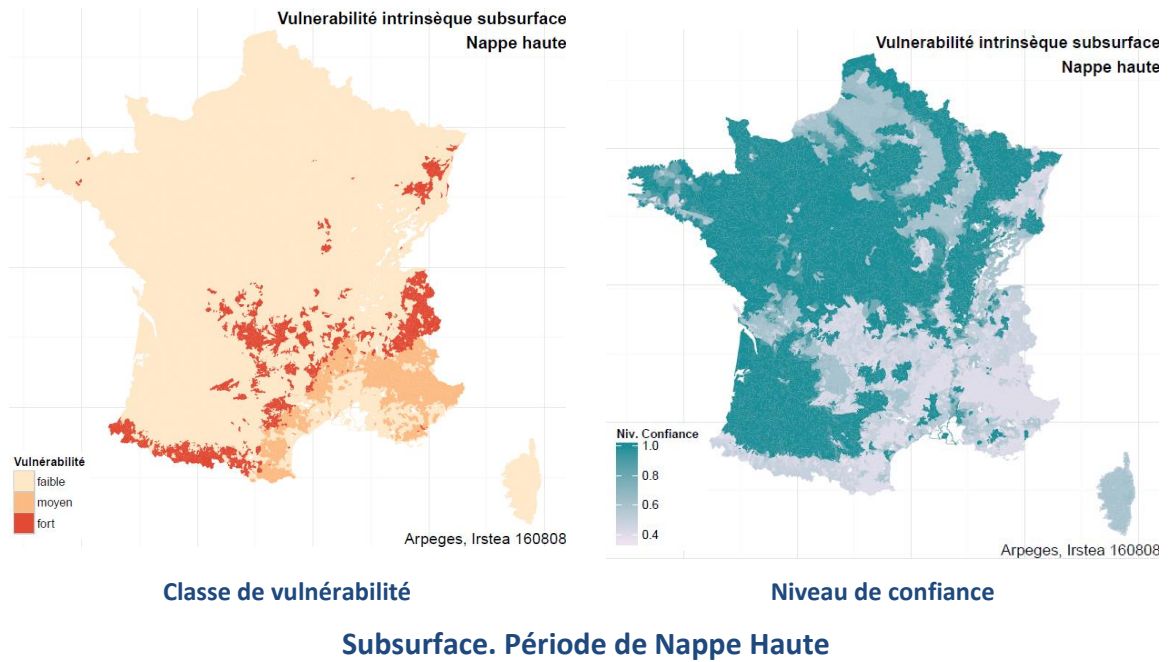 Vulnérabilité intrinsèque subsurface
Nappe haute
Vulnérabilité
faible
moyen
fort
Arpeges, Irstea 160808
Vulnerabilité intrinsèque subsurface
Nappe haute
Niv. Confiance
1.0
0.8
0.6
0.4
Arpeges, Irstea 160808
Classe de vulnérabilité
Niveau de confiance
Subsurface. Période de Nappe Haute